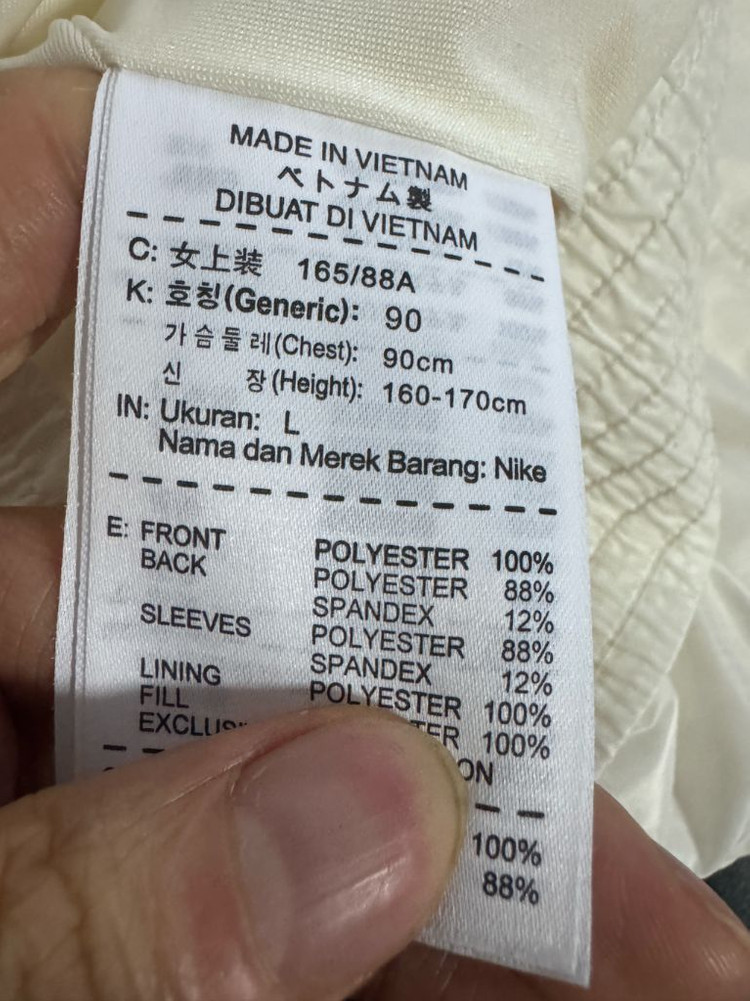 MADE IN VIETNAM
ベトナム製
DIBUAT DI VIETNAM
C: 女上装 165/88A
K: 호칭(Generic): 90
가슴둘레(Chest): 90cm
신 장(Height): 160-170cm
IN: Ukuran: L
Nama dan Merek Barang: Nike
E: FRONT POLYESTER 100%
BACK POLYESTER 88%
SPANDEX 12%
SLEEVES POLYESTER 88%
SPANDEX 12%
LINING POLYESTER 100%
FILL 100%
100%
88%